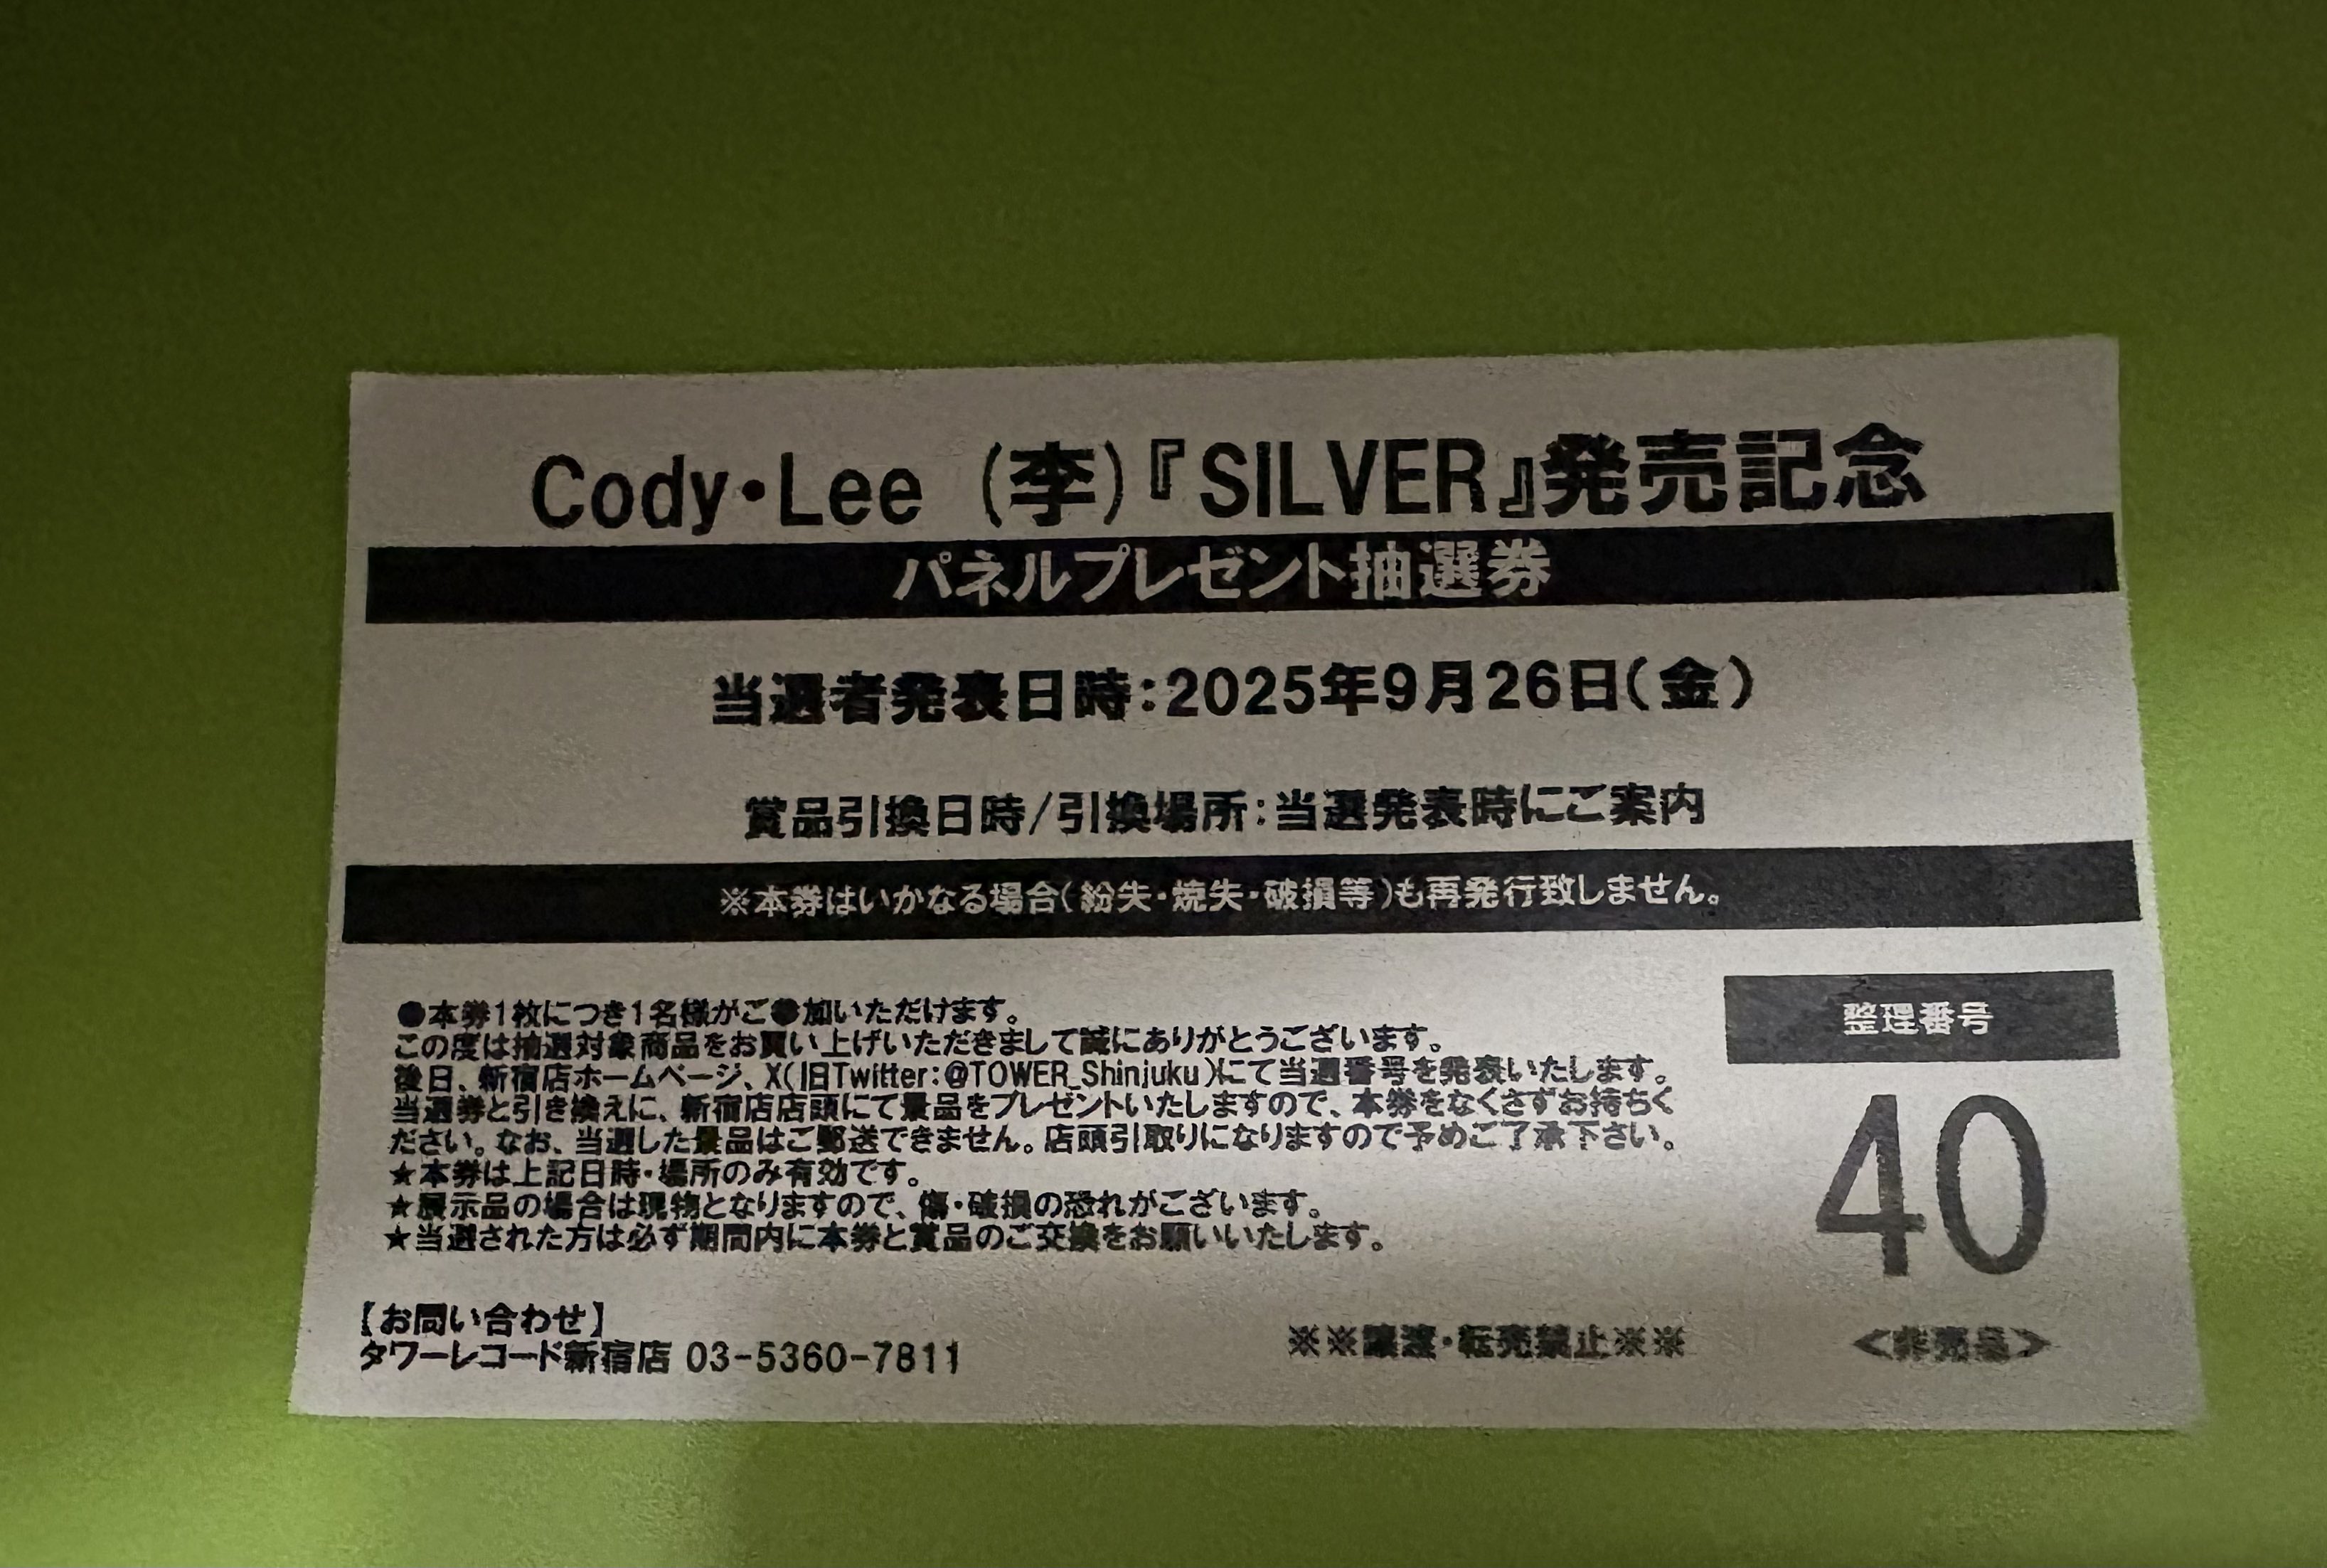 Cody・Lee (李)『SILVER』発売記念
パネルプレゼント抽選券
当選者発表日時：2025年9月26日（金）
賞品引換日時/引換場所：当選発表時にご案内
※本券はいかなる場合（紛失・焼失・破損等）も再発行致しません。
●本券1枚につき1名様がご参加いただけます。
この度は抽選対象商品をお買い上げいただきまして誠にありがとうございます。
後日、新宿店ホームページ、X(旧Twitter:@TOWER_Shinjuku)にて当選番号を発表いたします。
当選券と引き換えに、新宿店店頭にて景品をプレゼントいたしますので、本券をなくさずお持ちく
ださい。なお、当選した景品はご郵送できません。店頭引取りになりますので予めご了承下さい。
★本券は上記日時・場所のみ有効です。
★展示品の場合は現物となりますので、傷・破損の恐れがございます。
★当選された方は必ず期間内に本券と賞品のご交換をお願いいたします。
整理番号
40
【お問い合わせ】
タワーレコード新宿店 03-5360-7811
※※譲渡・転売禁止※※
＜非売品＞